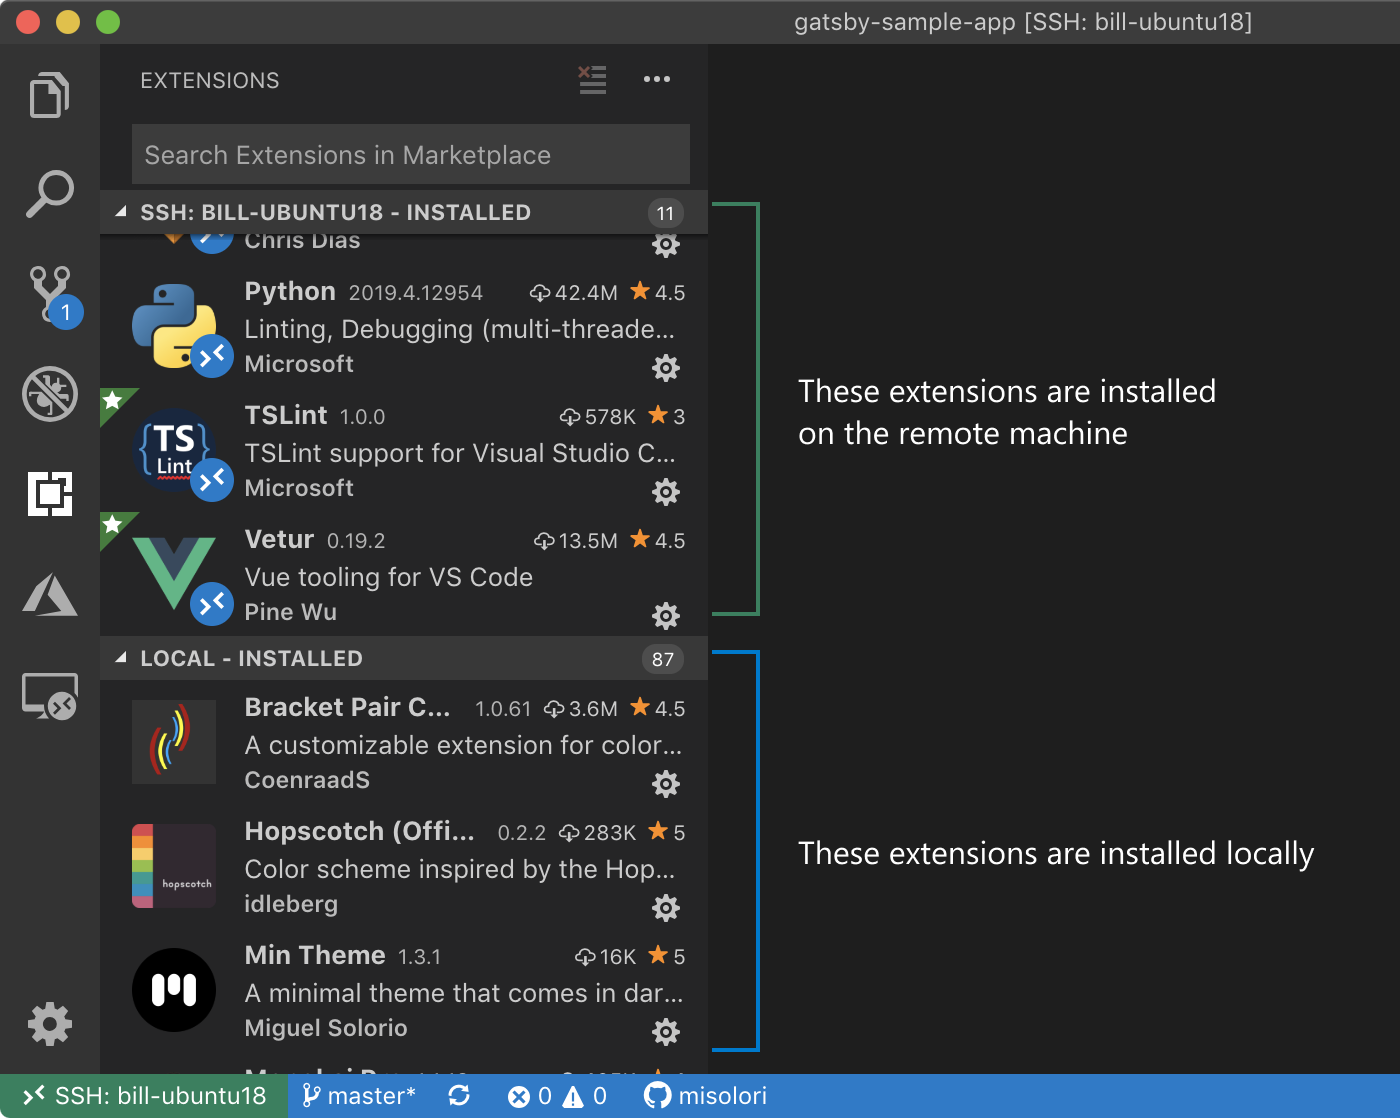 gatsby-sample-app [SSH: bill-ubuntu18]
EXTENSIONS
Search Extensions in Marketplace
SSH: BILL-UBUNTU18 - INSTALLED 11
Chris Dias
Python 2019.4.12954 42.4M 4.5
Linting, Debugging (multi-threade...
Microsoft
TSLint 1.0.0 578K 3
TS
Lint
TSLint support for Visual Studio C...
Microsoft
Vetur 0.19.2 13.5M 4.5
Vue tooling for VS Code
Pine Wu
These extensions are installed
on the remote machine
1
LOCAL - INSTALLED 87
Bracket Pair C... 1.0.61 3.6M 4.5
A customizable extension for color...
CoenraadS
Hopscotch (Offi... 0.2.2 283K 5
hopscotch
Color scheme inspired by the Hop...
idleberg
Min Theme 1.3.1 16K 5
A minimal theme that comes in dar...
Miguel Solorio
These extensions are installed locally
SSH: bill-ubuntu18 master* 0 0 misolori